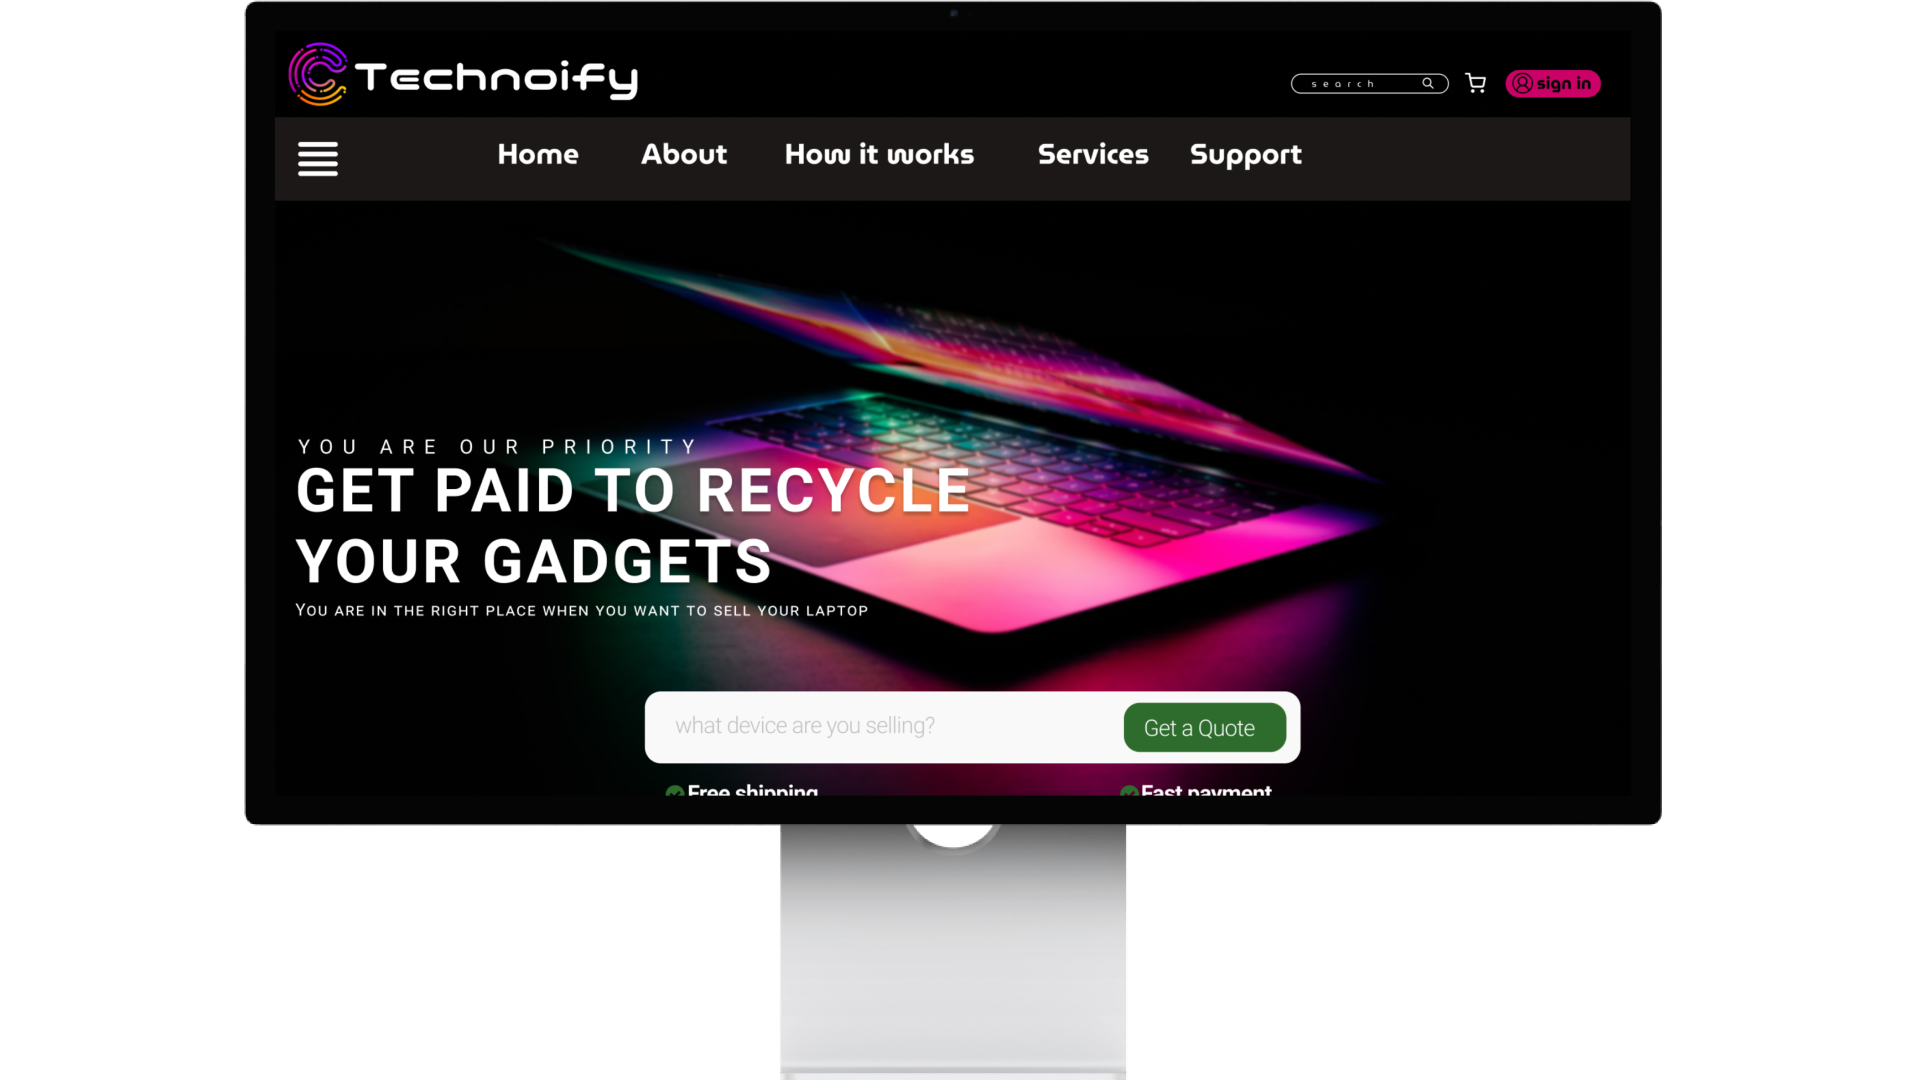 Technoify
search
sign in
Home About How it works Services Support
YOU ARE OUR PRIORITY
GET PAID TO RECYCLE
YOUR GADGETS
YOU ARE IN THE RIGHT PLACE WHEN YOU WANT TO SELL YOUR LAPTOP
what device are you selling?
Get a Quote
Free shipping
Fast payment